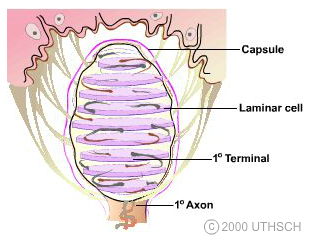 Capsule
Laminar cell
1° Terminal
1° Axon
© 2000 UTHSCH